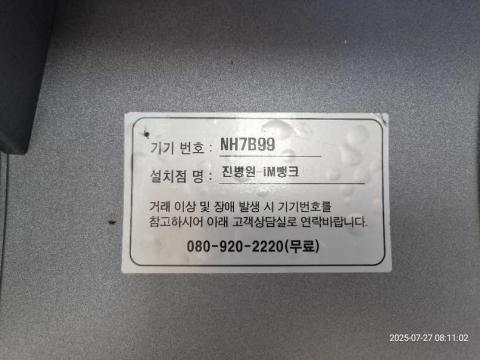 기기 번호 : NH7B99
설치점 명 : 진병원-iM뱅크
거래 이상 및 장애 발생 시 기기번호를
참고하시어 아래 고객상담실로 연락바랍니다.
080-920-2220(무료)
2025-07-27 08:11:02